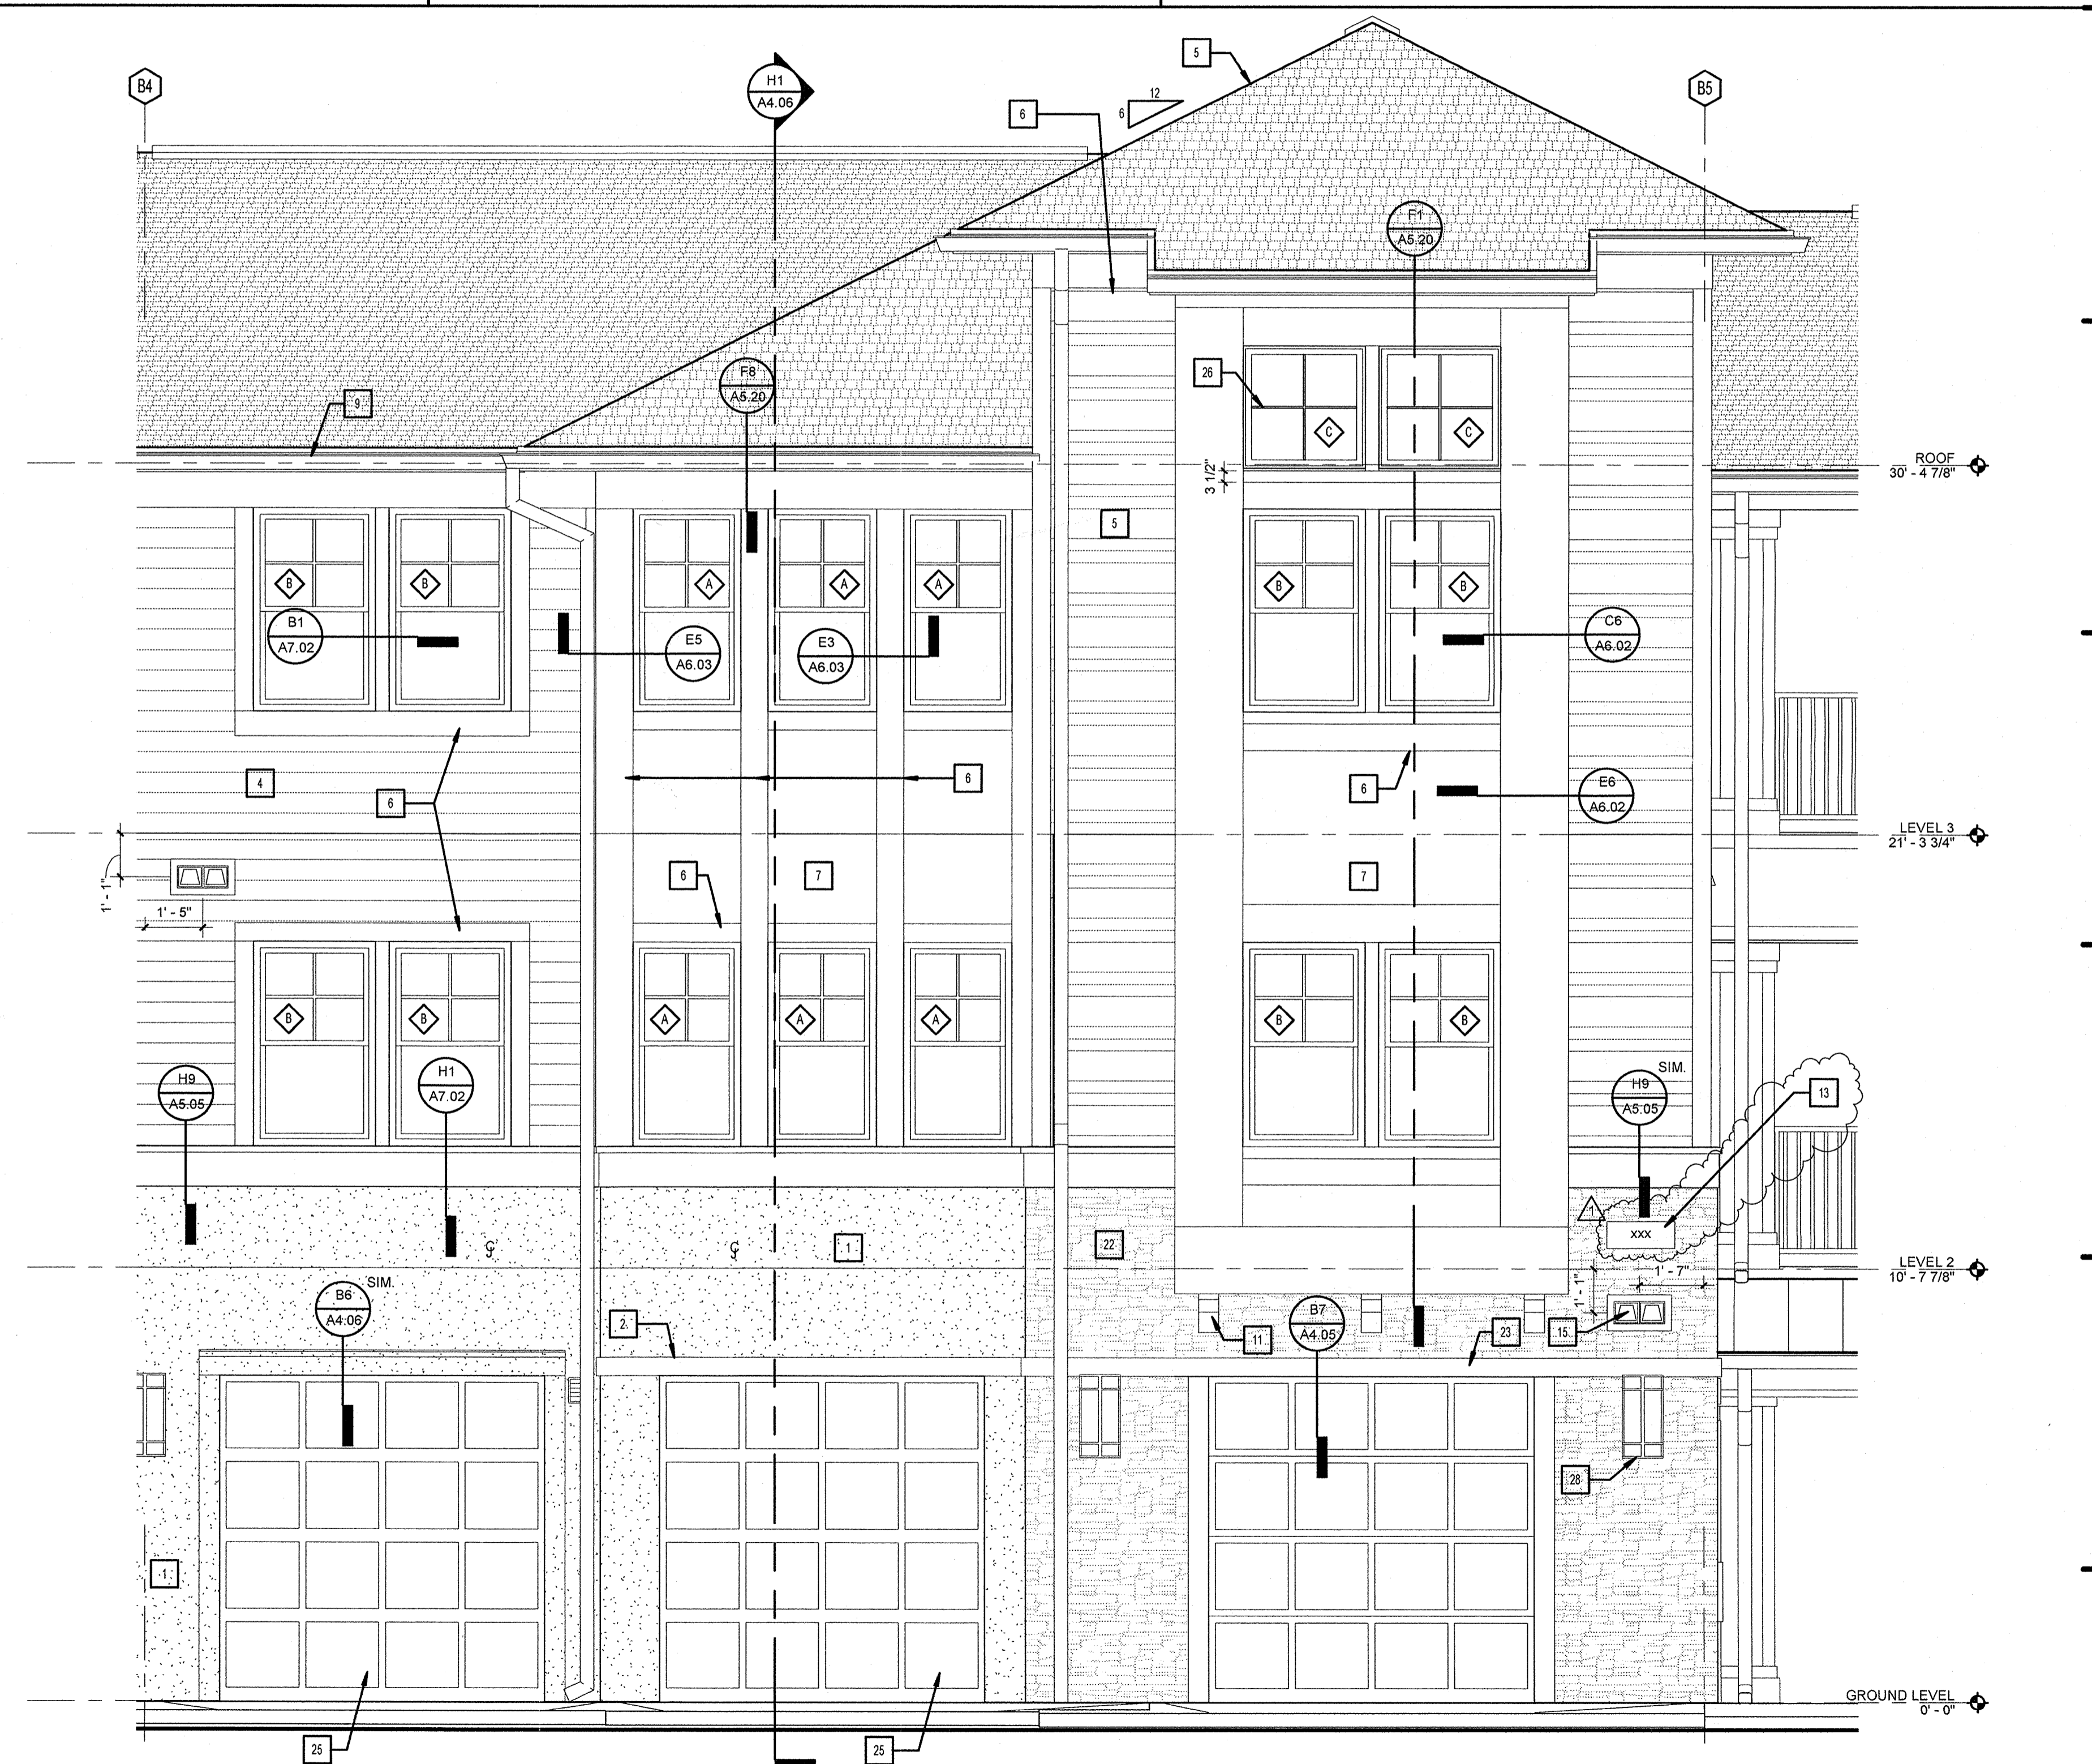 B4
H1
A4.06
5
12
6
6
B5
F1
A5.20
F8
A5.20
26
9
C
C
ROOF
30' - 4 7/8"
3 1/2"
5
B
B
A
A
A
B
B
B1
A7.02
E5
A6.03
E3
A6.03
C6
A6.02
4
6
6
6
E6
A6.02
LEVEL 3
21' - 3 3/4"
1' - 1"
6
7
7
1' - 5"
B
B
A
A
A
B
B
H9
A5.05
H1
A7.02
SIM.
H9
A5.05
13
1
XXX
1
22
LEVEL 2
10' - 7 7/8"
1' - 7"
1' - 1"
SIM.
B6
A4.06
2
11
B7
A4.05
23
15
28
1
GROUND LEVEL
0' - 0"
25
25